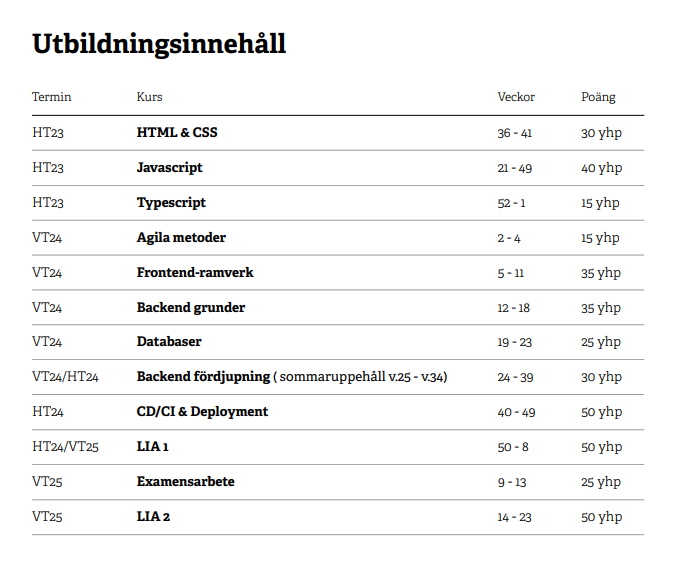 Utbildningsinnehåll
Termin Kurs Veckor Poäng
HT23 HTML & CSS 36 - 41 30 yhp
HT23 Javascript 21 - 49 40 yhp
HT23 Typescript 52 - 1 15 yhp
VT24 Agila metoder 2 - 4 15 yhp
VT24 Frontend-ramverk 5 - 11 35 yhp
VT24 Backend grunder 12 - 18 35 yhp
VT24 Databaser 19 - 23 25 yhp
VT24/HT24 Backend fördjupning ( sommaruppehåll v.25 - v.34) 24 - 39 30 yhp
HT24 CD/CI & Deployment 40 - 49 50 yhp
HT24/VT25 LIA 1 50 - 8 50 yhp
VT25 Examensarbete 9 - 13 25 yhp
VT25 LIA 2 14 - 23 50 yhp